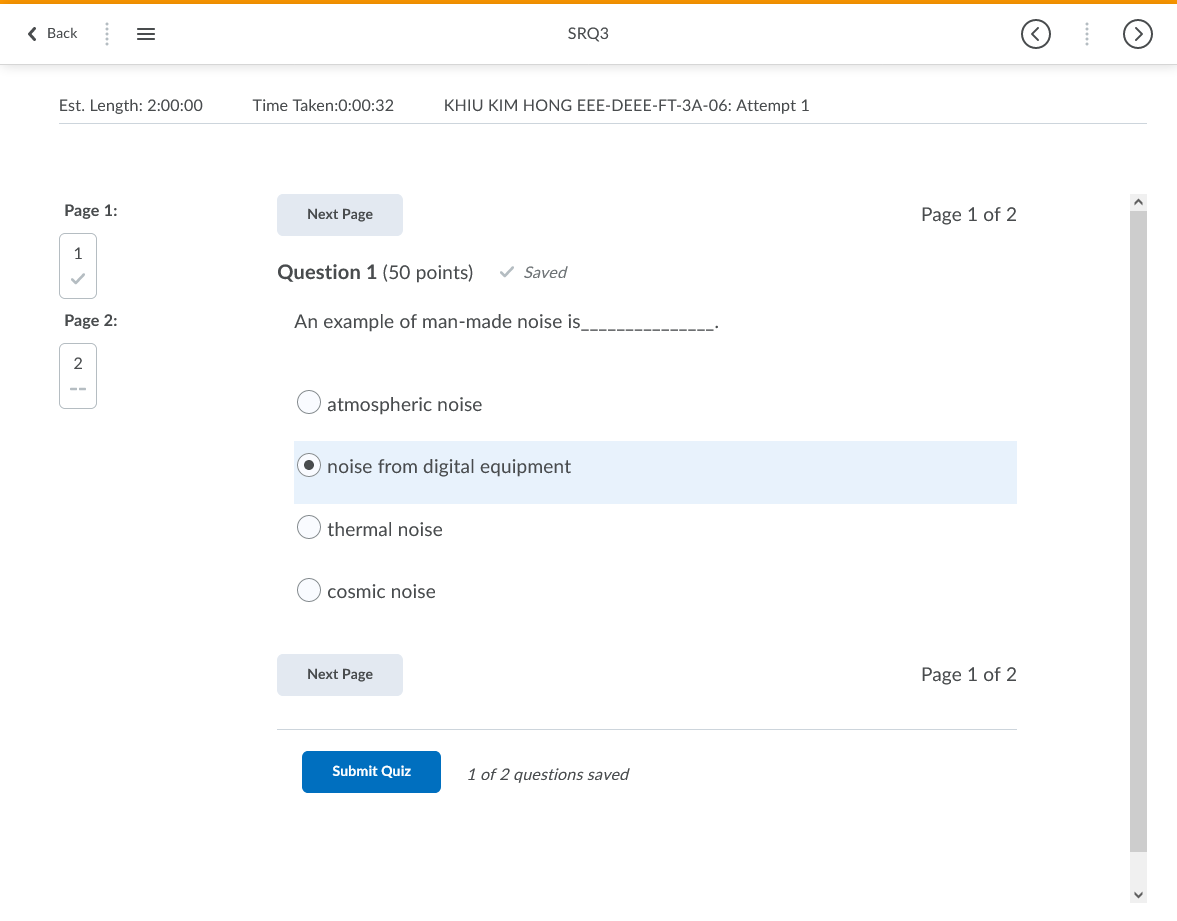 Back
SRQ3
Est. Length: 2:00:00 Time Taken:0:00:32 KHIU KIM HONG EEE-DEEE-FT-3A-06: Attempt 1
Page 1:
1
Page 2:
2
--
Next Page Page 1 of 2
Question 1 (50 points) Saved
An example of man-made noise is_______________.
atmospheric noise
noise from digital equipment
thermal noise
cosmic noise
Next Page Page 1 of 2
Submit Quiz 1 of 2 questions saved